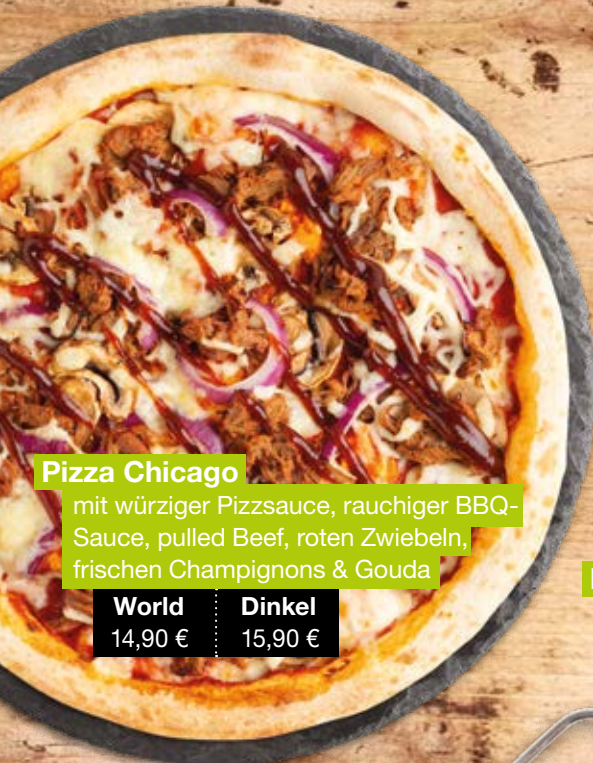 Pizza Chicago
mit würziger Pizzsauce, rauchiger BBQ-
Sauce, pulled Beef, roten Zwiebeln,
frischen Champignons & Gouda
World Dinkel
14,90 € 15,90 €